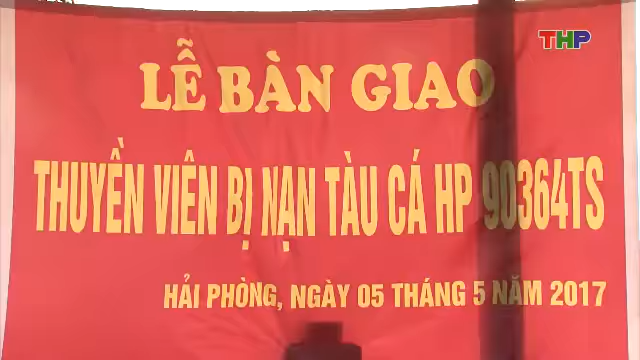 THP
LỄ BÀN GIAO
THUYỀN VIÊN BỊ NẠN TÀU CÁ HP 90364TS
HẢI PHÒNG, NGÀY 05 THÁNG 5 NĂM 2017